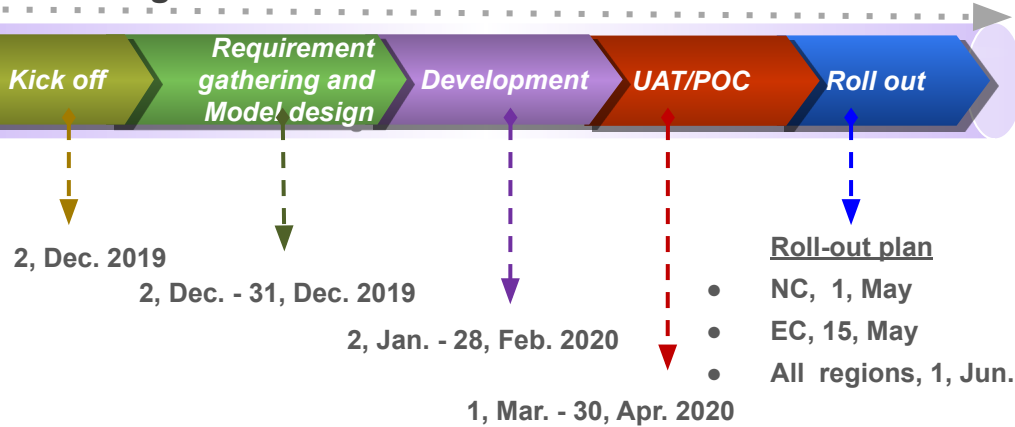 Kick off
Requirement
gathering and
Model design
Development
UAT/POC
Roll out
2, Dec. 2019
2, Dec. - 31, Dec. 2019
2, Jan. - 28, Feb. 2020
1, Mar. - 30, Apr. 2020
Roll-out plan
● NC, 1, May
● EC, 15, May
● All regions, 1, Jun.